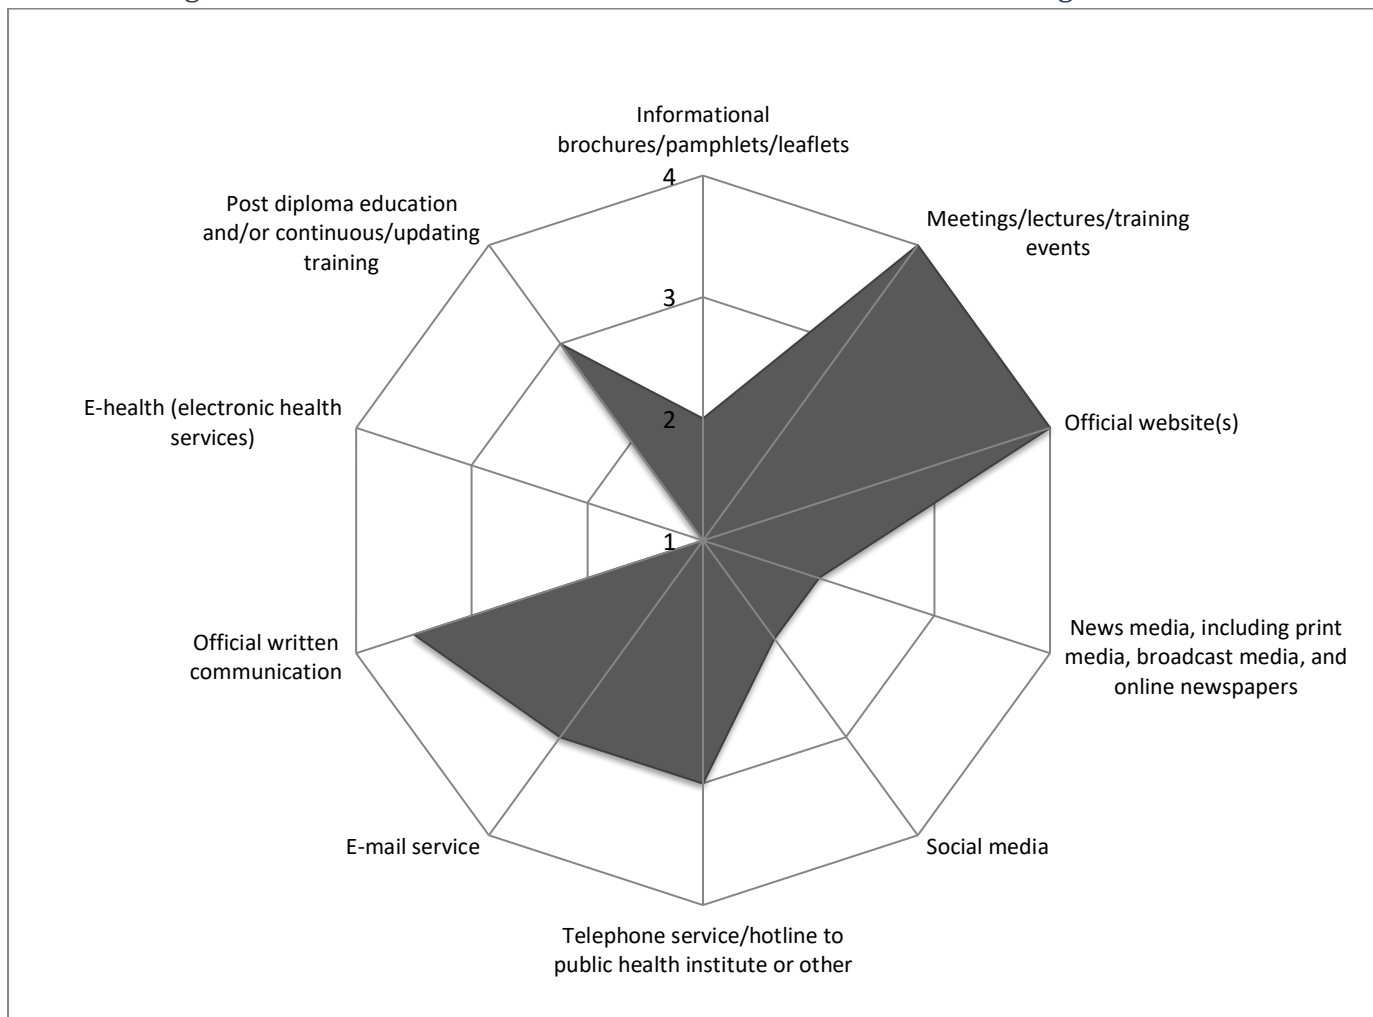 Informational
brochures/pamphlets/leaflets
4
Meetings/lectures/training
events
Post diploma education
and/or continuous/updating
training
3
E-health (electronic health
services)
2
Official website(s)
1
Official written
communication
News media, including print
media, broadcast media, and
online newspapers
E-mail service
Social media
Telephone service/hotline to
public health institute or other